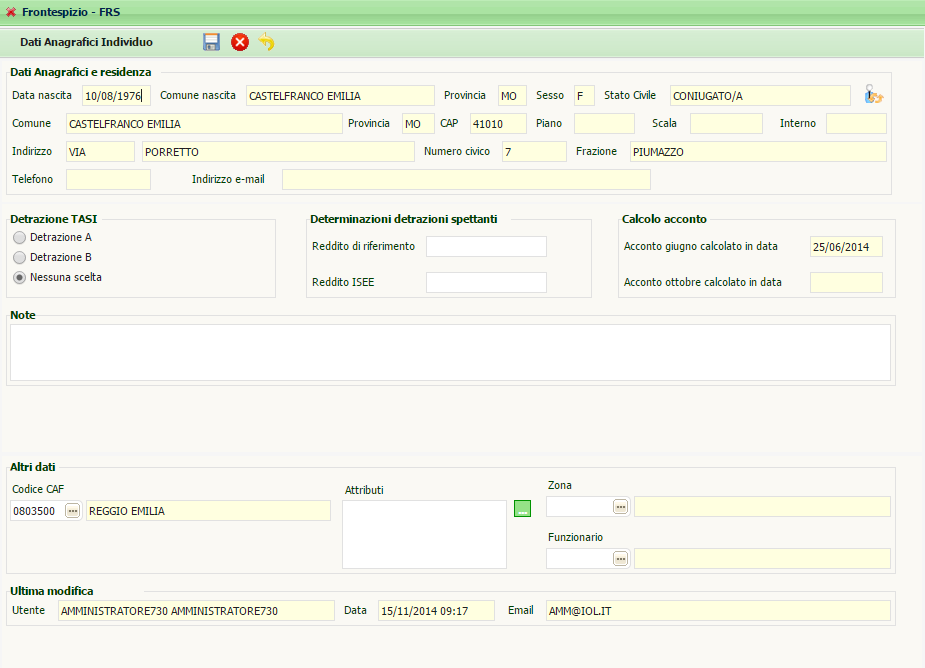 Frontespizio - FRS
Dati Anagrafici Individuo
Dati Anagrafici e residenza
Data nascita 10/08/1976 Comune nascita CASTELFRANCO EMILIA Provincia MO Sesso F Stato Civile CONIUGATO/A
Comune CASTELFRANCO EMILIA Provincia MO CAP 41010 Piano Scala Interno
Indirizzo VIA PORRETTO Numero civico 7 Frazione PIUMAZZO
Telefono Indirizzo e-mail
Detrazione TASI Determinazioni detrazioni spettanti Calcolo acconto
Detrazione A Reddito di riferimento Acconto giugno calcolato in data 25/06/2014
Detrazione B
Nessuna scelta Reddito ISEE Acconto ottobre calcolato in data
Note
Altri dati
Codice CAF Attributi Zona
0803500 ... REGGIO EMILIA ... ...
Funzionario
...
Ultima modifica
Utente AMMINISTRATORE730 AMMINISTRATORE730 Data 15/11/2014 09:17 Email AMM@IOL.IT